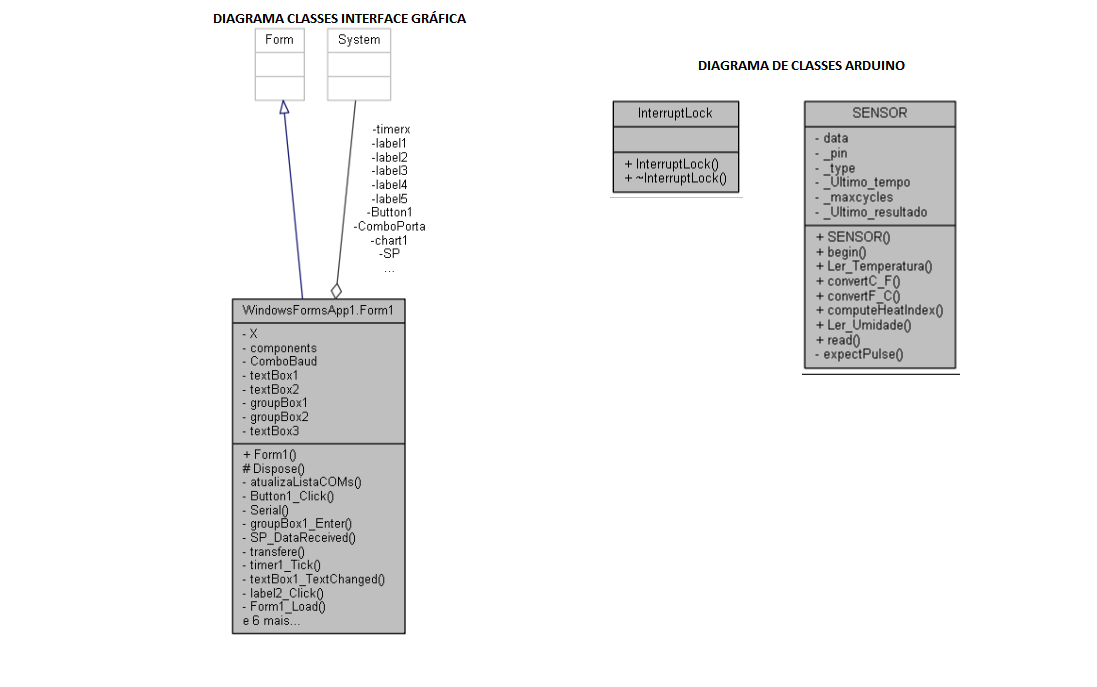 DIAGRAMA CLASSES INTERFACE GRÁFICA
Form
System
-timerx
-label1
-label2
-label3
-label4
-label5
-Button1
-ComboPorta
-chart1
-SP
...
WindowsFormsApp1.Form1
- X
- components
- ComboBaud
- textBox1
- textBox2
- groupBox1
- groupBox2
- textBox3
+ Form1()
# Dispose()
- atualizaListaCOMs()
- Button1_Click()
- Serial()
- groupBox1_Enter()
- SP_DataReceived()
- transfere()
- timer1_Tick()
- textBox1_TextChanged()
- label2_Click()
- Form1_Load()
e 6 mais...
DIAGRAMA DE CLASSES ARDUINO
InterruptLock
+ InterruptLock()
+ ~InterruptLock()
SENSOR
- data
- _pin
- _type
- _Ultimo_tempo
- _maxcycles
- _Ultimo_resultado
+ SENSOR()
+ begin()
+ Ler_Temperatura()
+ convertC_F()
+ convertF_C()
+ computeHeatIndex()
+ Ler_Umidade()
+ read()
- expectPulse()